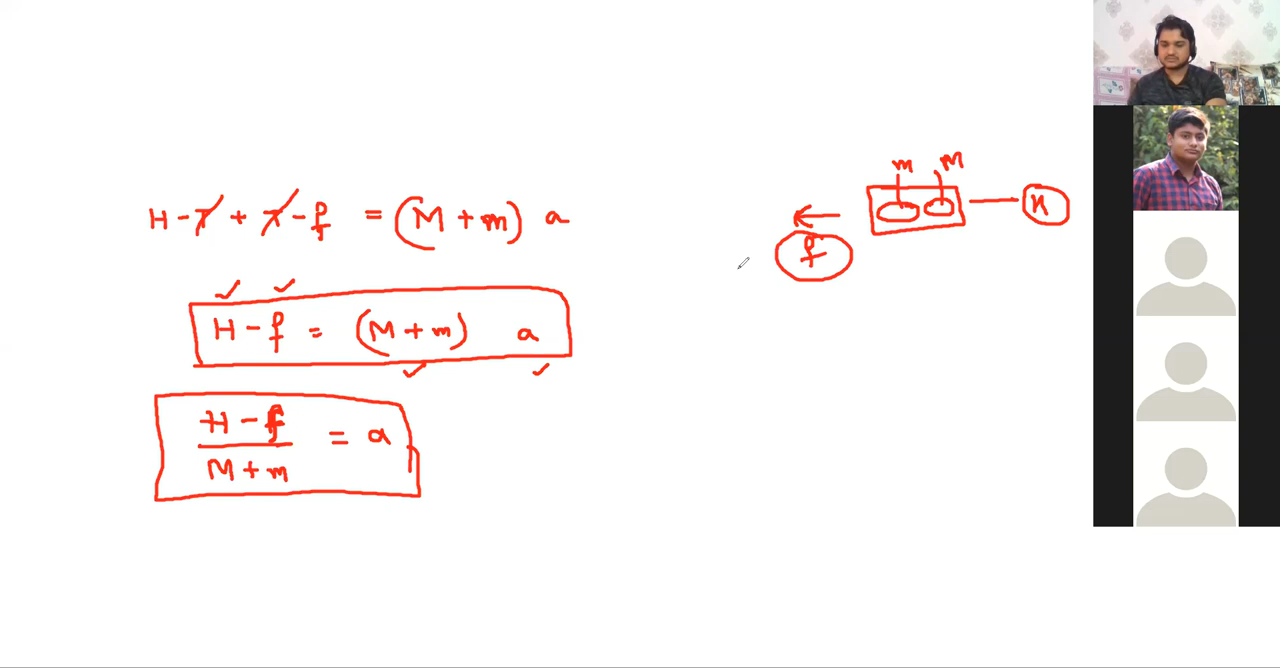 H - T + T - f = (M + m) a
H - f = (M + m) a
H - f
M + m
= a
m M
H
f